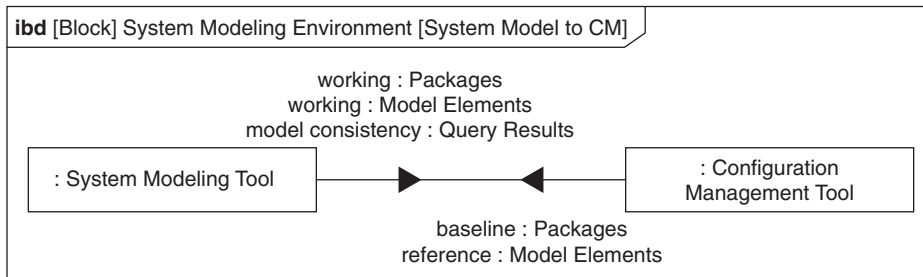 ibd [Block] System Modeling Environment [System Model to CM]
working : Packages
working : Model Elements
model consistency : Query Results
: System Modeling Tool
: Configuration
Management Tool
baseline : Packages
reference : Model Elements